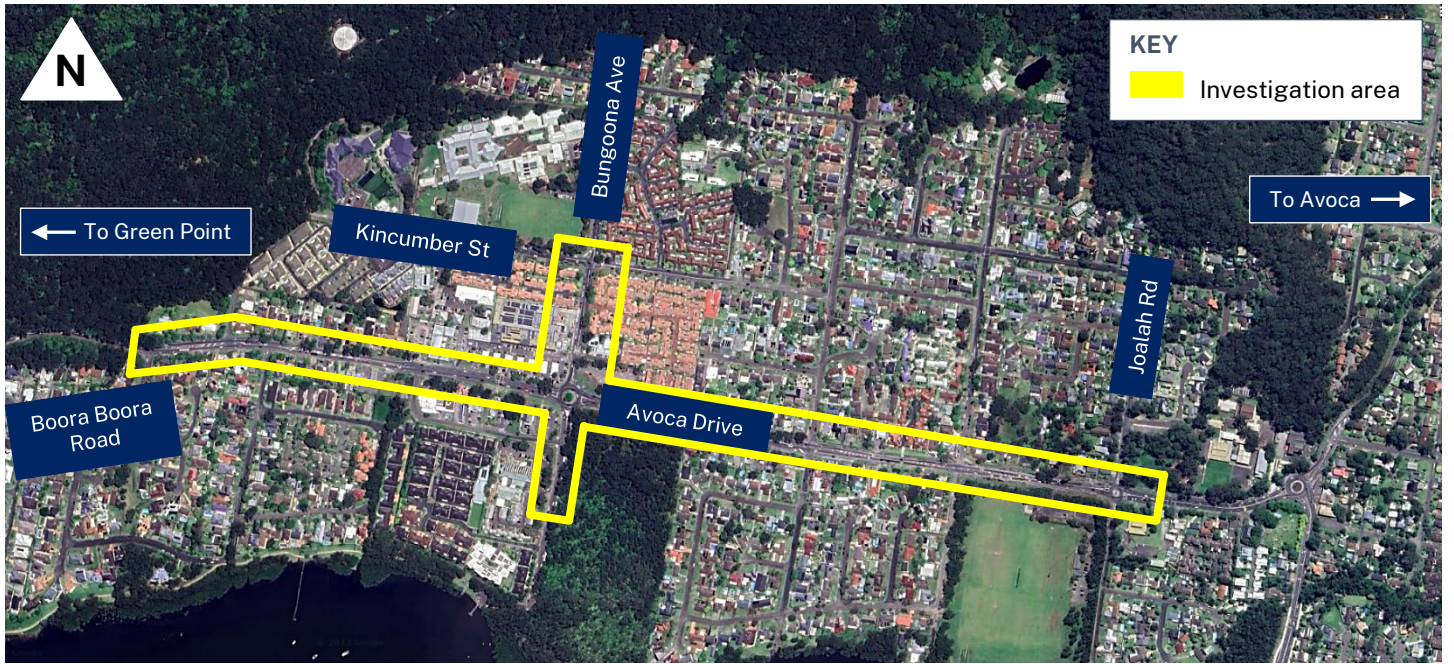 N
KEY
Investigation area
Bungoona Ave
To Avoca
To Green Point
Kincumber St
Joalah Rd
Boora Boora
Road
Avoca Drive